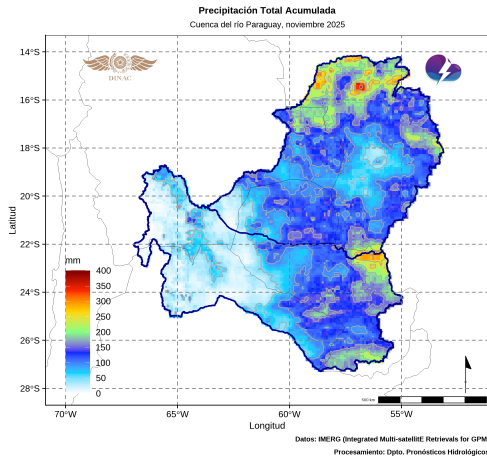 Precipitación Total Acumulada
Cuenca del río Paraguay, noviembre 2025
14°S
16°S
18°S
20°S
22°S
24°S
26°S
28°S
Latitud
DINAC
mm
400
350
300
250
200
150
100
50
0
500 km
70°W
65°W
60°W
55°W
Longitud
Datos: IMERG (Integrated Multi-satellitE Retrievals for GPM
Procesamiento: Dpto. Pronósticos Hidrológicos